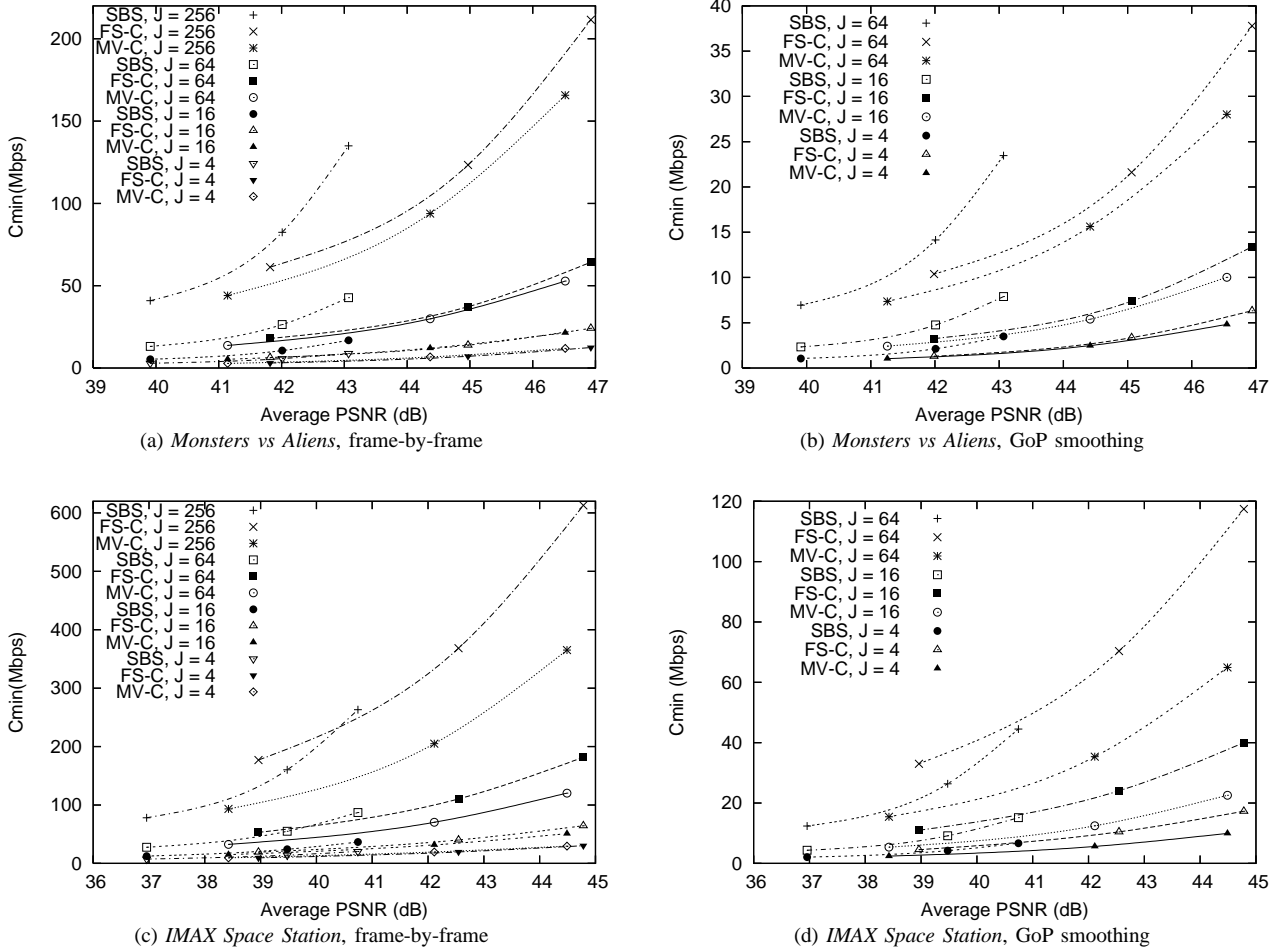 SBS, J = 256
FS-C, J = 256
MV-C, J = 256
SBS, J = 64
FS-C, J = 64
MV-C, J = 64
SBS, J = 16
FS-C, J = 16
MV-C, J = 16
SBS, J = 4
FS-C, J = 4
MV-C, J = 4
200
150
100
50
0
Cmin(Mbps)
39 40 41 42 43 44 45 46 47
Average PSNR (dB)
(a) Monsters vs Aliens, frame-by-frame
SBS, J = 64
FS-C, J = 64
MV-C, J = 64
SBS, J = 16
FS-C, J = 16
MV-C, J = 16
SBS, J = 4
FS-C, J = 4
MV-C, J = 4
40
35
30
25
20
15
10
5
0
Cmin (Mbps)
39 40 41 42 43 44 45 46 47
Average PSNR (dB)
(b) Monsters vs Aliens, GoP smoothing
SBS, J = 256
FS-C, J = 256
MV-C, J = 256
SBS, J = 64
FS-C, J = 64
MV-C, J = 64
SBS, J = 16
FS-C, J = 16
MV-C, J = 16
SBS, J = 4
FS-C, J = 4
MV-C, J = 4
600
500
400
300
200
100
0
Cmin(Mbps)
36 37 38 39 40 41 42 43 44 45
Average PSNR (dB)
(c) IMAX Space Station, frame-by-frame
SBS, J = 64
FS-C, J = 64
MV-C, J = 64
SBS, J = 16
FS-C, J = 16
MV-C, J = 16
SBS, J = 4
FS-C, J = 4
MV-C, J = 4
120
100
80
60
40
20
0
Cmin (Mbps)
36 37 38 39 40 41 42 43 44 45
Average PSNR (dB)
(d) IMAX Space Station, GoP smoothing